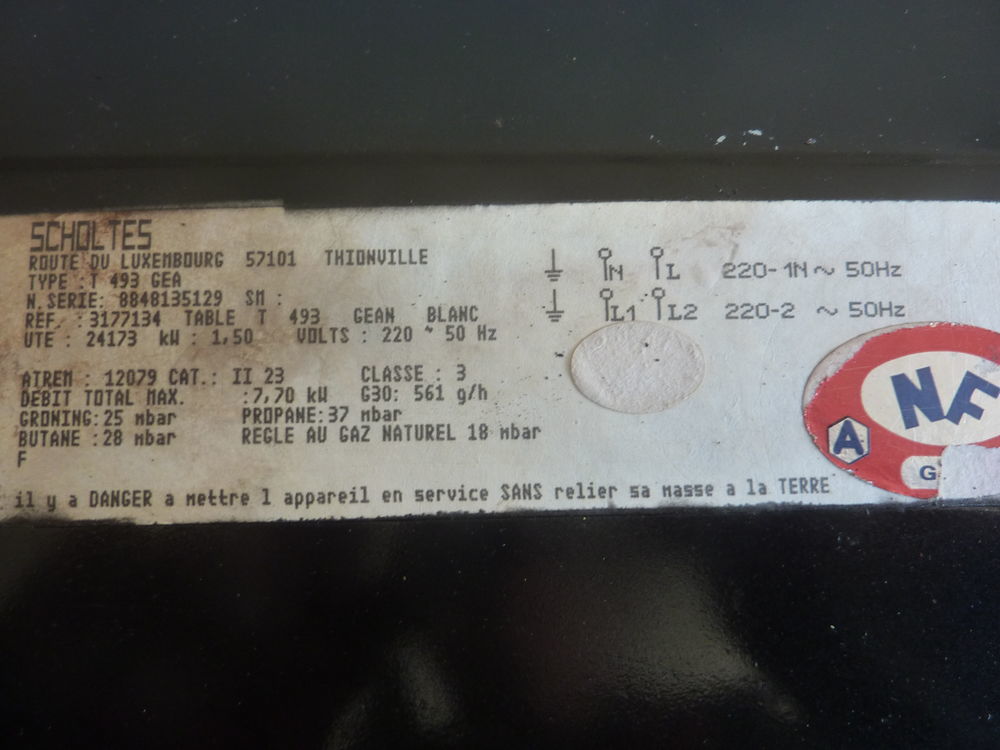 SCHOLTES
ROUTE DU LUXEMBOURG 57101 THIONVILLE
TYPE : T 493 GEA
N.SERIE: 8848135129 SM :
REF. : 3177134 TABLE T 493 GEAN BLANC
UTE : 24173 kW : 1,50 VOLTS : 220 ~ 50 Hz
ATREM : 12079 CAT.: II 23 CLASSE : 3
DEBIT TOTAL MAX. :7,70 kW G30: 561 g/h
GRONING:25 mbar PROPANE:37 mbar
BUTANE :28 mbar REGLE AU GAZ NATUREL 18 mbar
F
il y a DANGER a mettre l appareil en service SANS relier sa masse a la TERRE
N L 220-1N ~ 50Hz
L1 L2 220-2 ~ 50Hz
NF
A
G